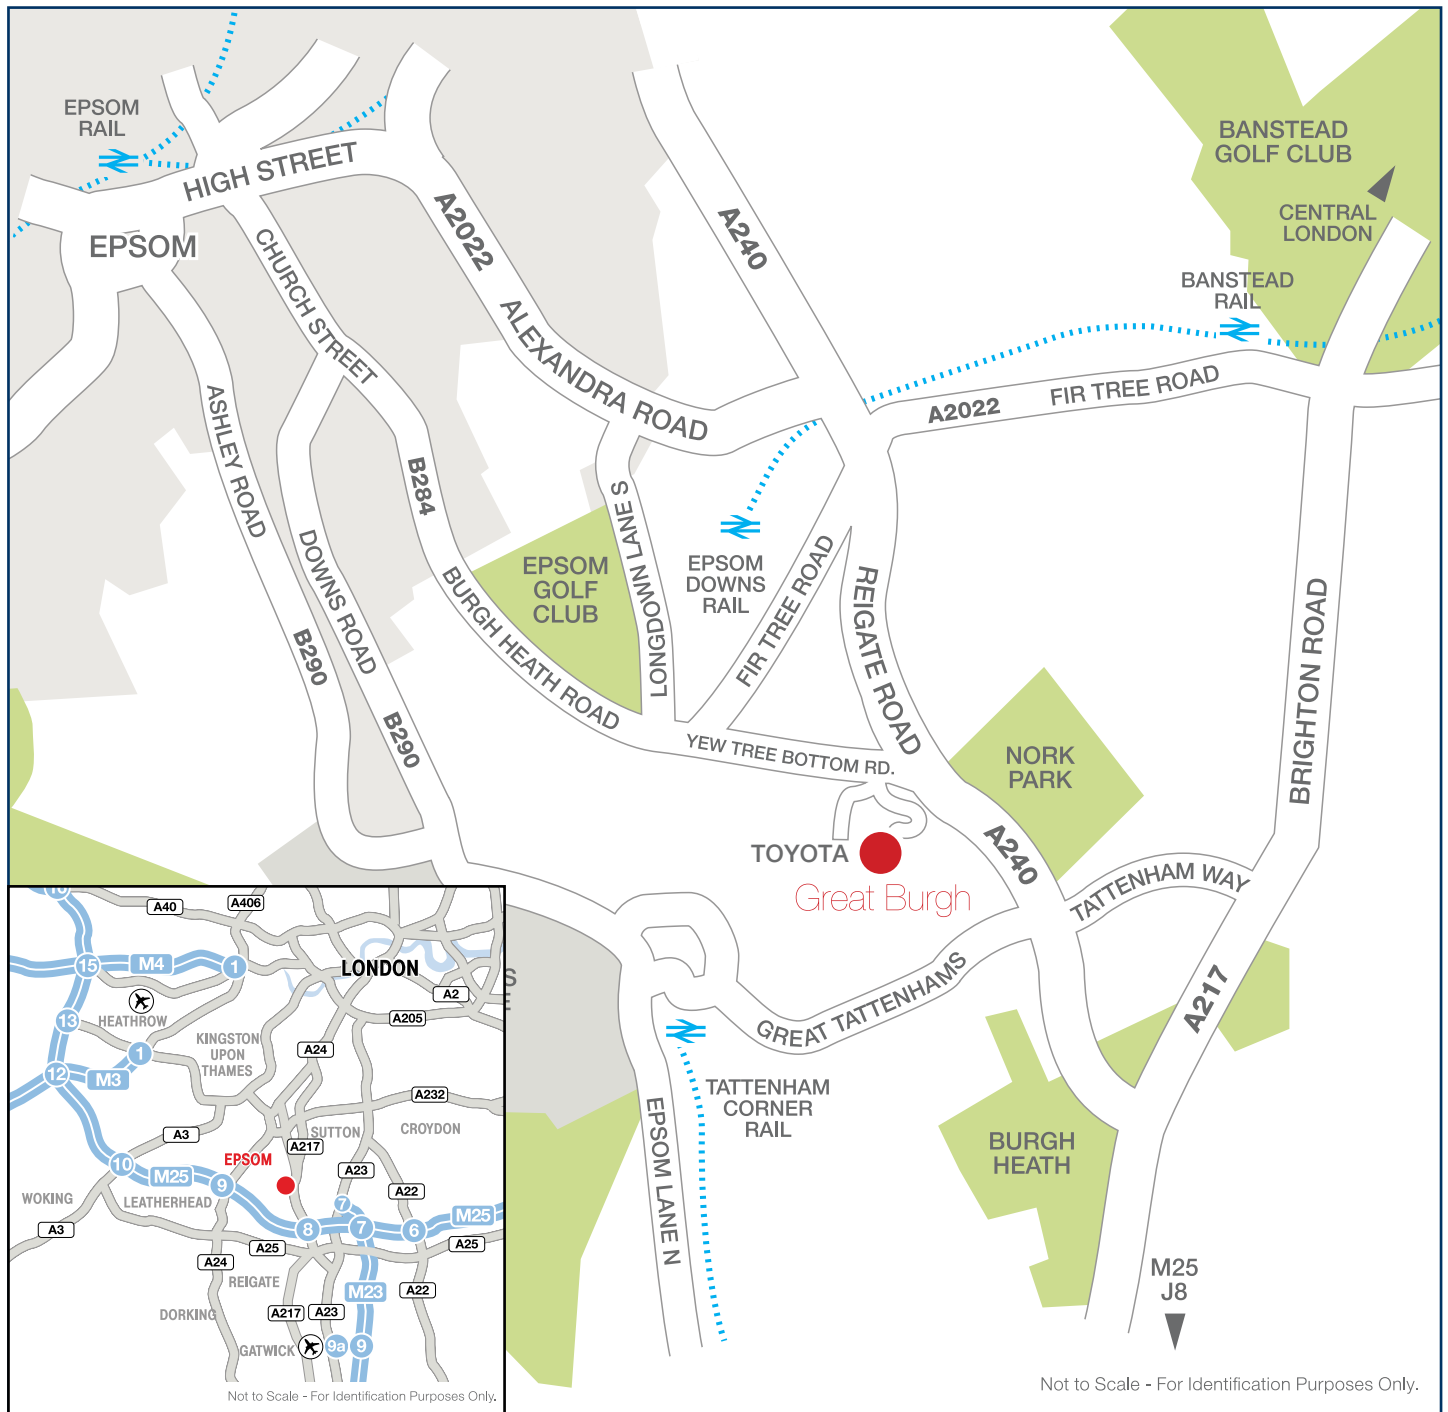 EPSOM
RAIL
HIGH STREET
EPSOM
CHURCH STREET
A2022
ALEXANDRA ROAD
A240
BANSTEAD
GOLF CLUB
CENTRAL
LONDON
BANSTEAD
RAIL
A2022
FIR TREE ROAD
ASHLEY ROAD
B284
DOWNS ROAD
B290
B290
BURGH HEATH ROAD
EPSOM
GOLF
CLUB
LONGDOWN LANE S
EPSOM
DOWNS
RAIL
FIR TREE ROAD
REIGATE ROAD
YEW TREE BOTTOM RD.
NORK
PARK
BRIGHTON ROAD
TOYOTA
Great Burgh
A240
TATTENHAM WAY
GREAT TATTENHAMS
A217
TATTENHAM
CORNER
RAIL
EPSOM LANE N
BURGH
HEATH
M25
J8
Not to Scale - For Identification Purposes Only.
S
E
A40
A406
15
M4
1
LONDON
A2
HEATHROW
13
A205
KINGSTON
UPON
THAMES
A24
1
12
M3
A232
SUTTON
CROYDON
A3
A217
EPSOM
10
M25
9
A23
A22
WOKING
LEATHERHEAD
7
M25
A3
8
7
6
A25
A25
A24
REIGATE
M23
A22
DORKING
A217
A23
GATWICK
9a
9
Not to Scale - For Identification Purposes Only.